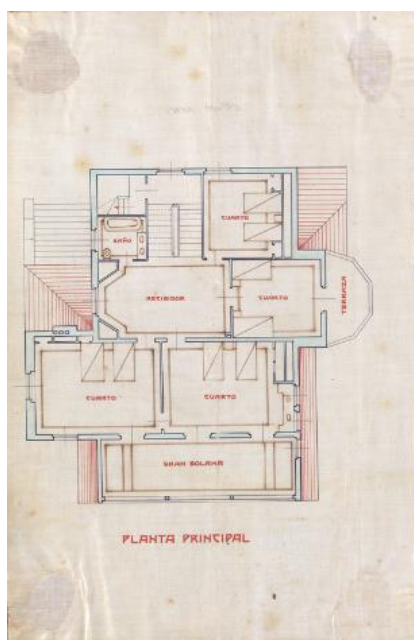 CUARTO
BAÑO
RECIBIDOR
CUARTO
TERRAZA
CUARTO
CUARTO
GRAN SOLANA
PLANTA PRINCIPAL